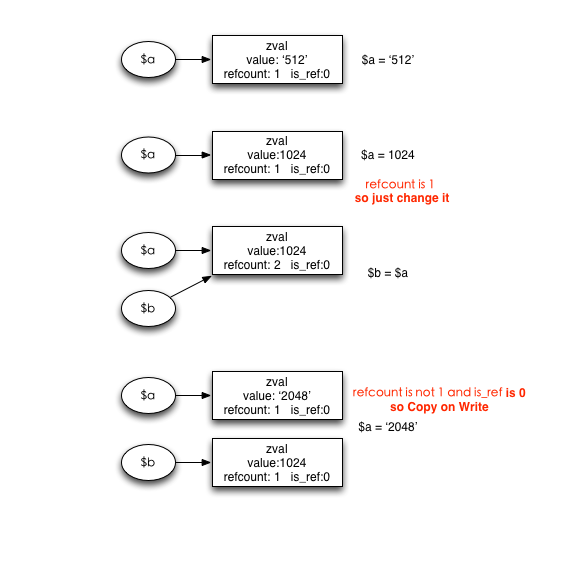 $a
zval
value: ‘512’
refcount: 1 is_ref:0
$a = ‘512’
$a
zval
value:1024
refcount: 1 is_ref:0
$a = 1024
refcount is 1
so just change it
$a
zval
value:1024
refcount: 2 is_ref:0
$b
$b = $a
$a
zval
value: ‘2048’
refcount: 1 is_ref:0
refcount is not 1 and is_ref is 0
so Copy on Write
$a = ‘2048’
$b
zval
value:1024
refcount: 1 is_ref:0